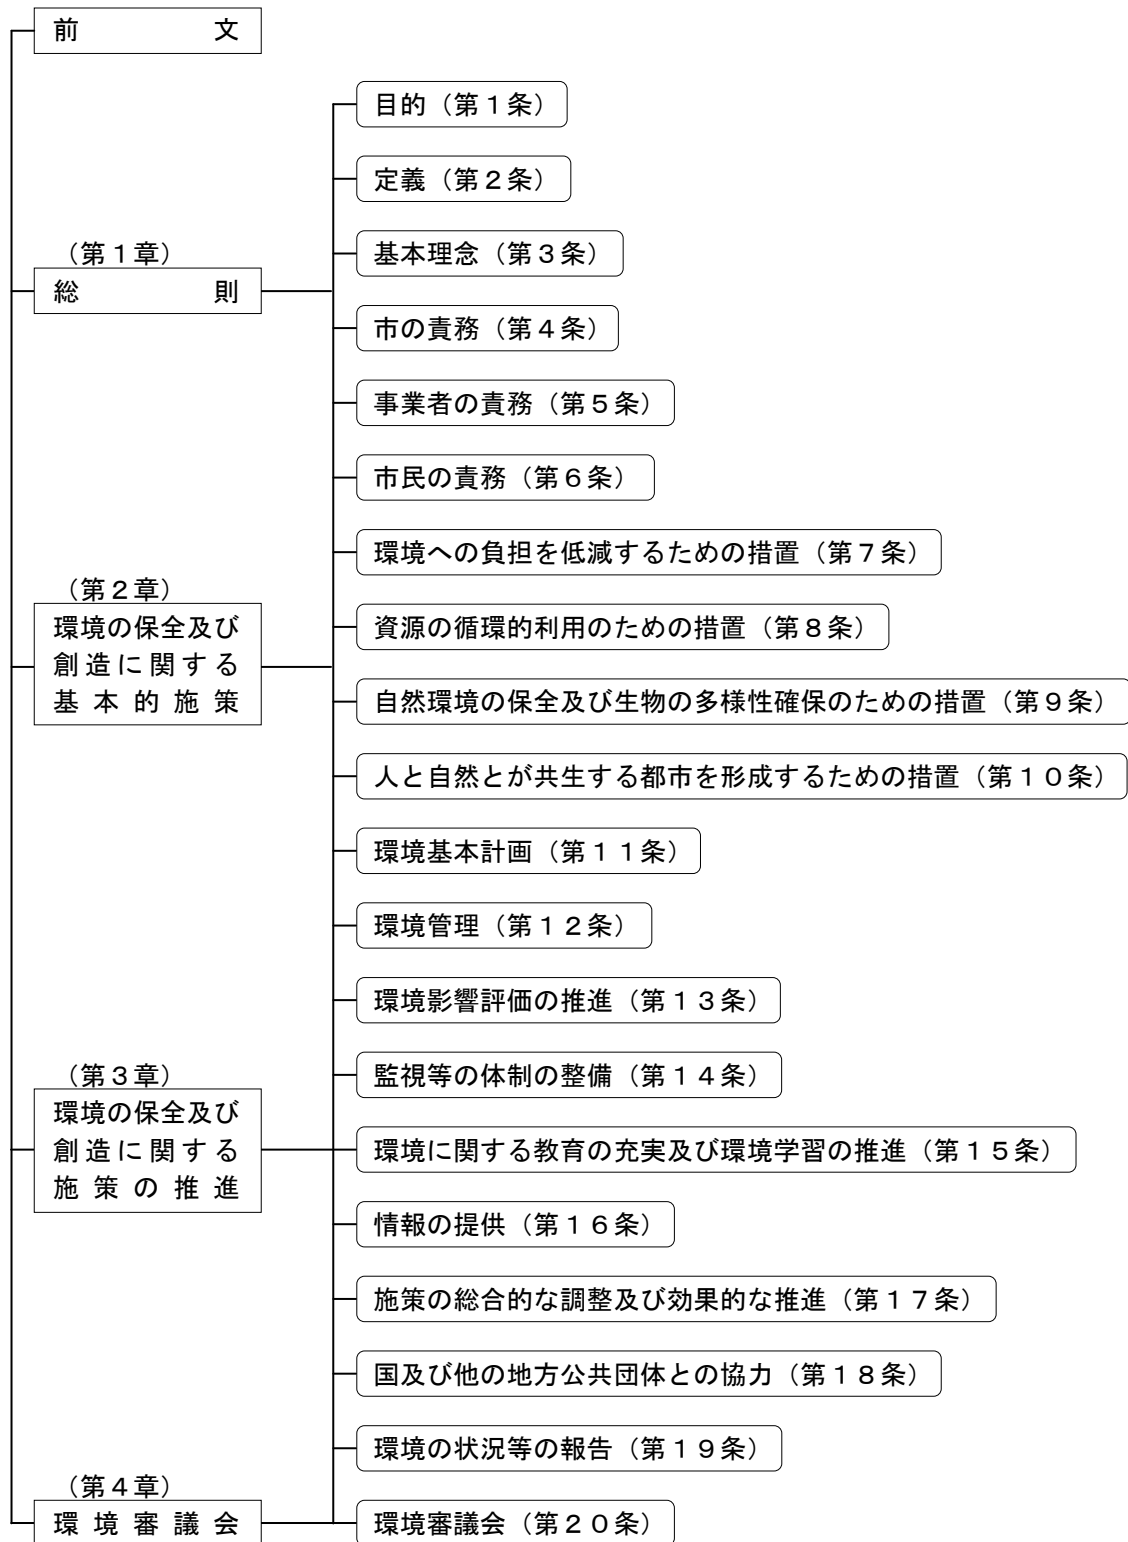 前文
目的（第１条）
定義（第２条）
（第１章）
総則
基本理念（第３条）
市の責務（第４条）
事業者の責務（第５条）
市民の責務（第６条）
（第２章）
環境の保全及び
創造に関する
基本的施策
環境への負担を低減するための措置（第７条）
資源の循環的利用のための措置（第８条）
自然環境の保全及び生物の多様性確保のための措置（第９条）
人と自然とが共生する都市を形成するための措置（第１０条）
環境基本計画（第１１条）
環境管理（第１２条）
環境影響評価の推進（第１３条）
（第３章）
環境の保全及び
創造に関する
施策の推進
監視等の体制の整備（第１４条）
環境に関する教育の充実及び環境学習の推進（第１５条）
情報の提供（第１６条）
施策の総合的な調整及び効果的な推進（第１７条）
国及び他の地方公共団体との協力（第１８条）
環境の状況等の報告（第１９条）
（第４章）
環境審議会
環境審議会（第２０条）